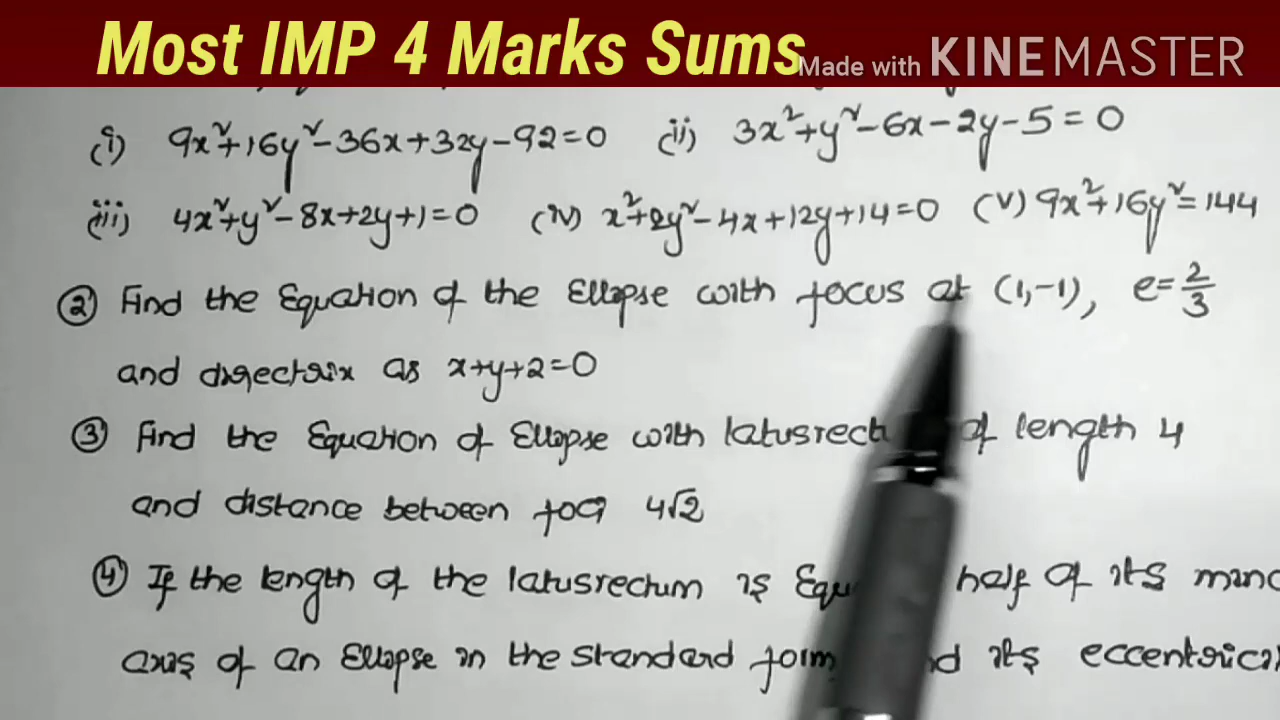 Most IMP 4 Marks Sums
Made with KINEMASTER
(i) 9x²+16y²-36x+32y-92=0 (ii) 3x²+y²-6x-2y-5=0
(iii) 4x²+y²-8x+2y+1=0 (iv) x²+2y²-4x+12y+14=0 (v) 9x²+16y²=144
② Find the Equation of the Ellipse with focus at (1,-1), e=2/3
and directrix as x+y+2=0
③ Find the Equation of Ellipse with latusrect of length 4
and distance between foci 4√2
④ If the length of the latusrectum is Equ half of its mino
axis of an Ellipse in the standard form nd its eccentrici